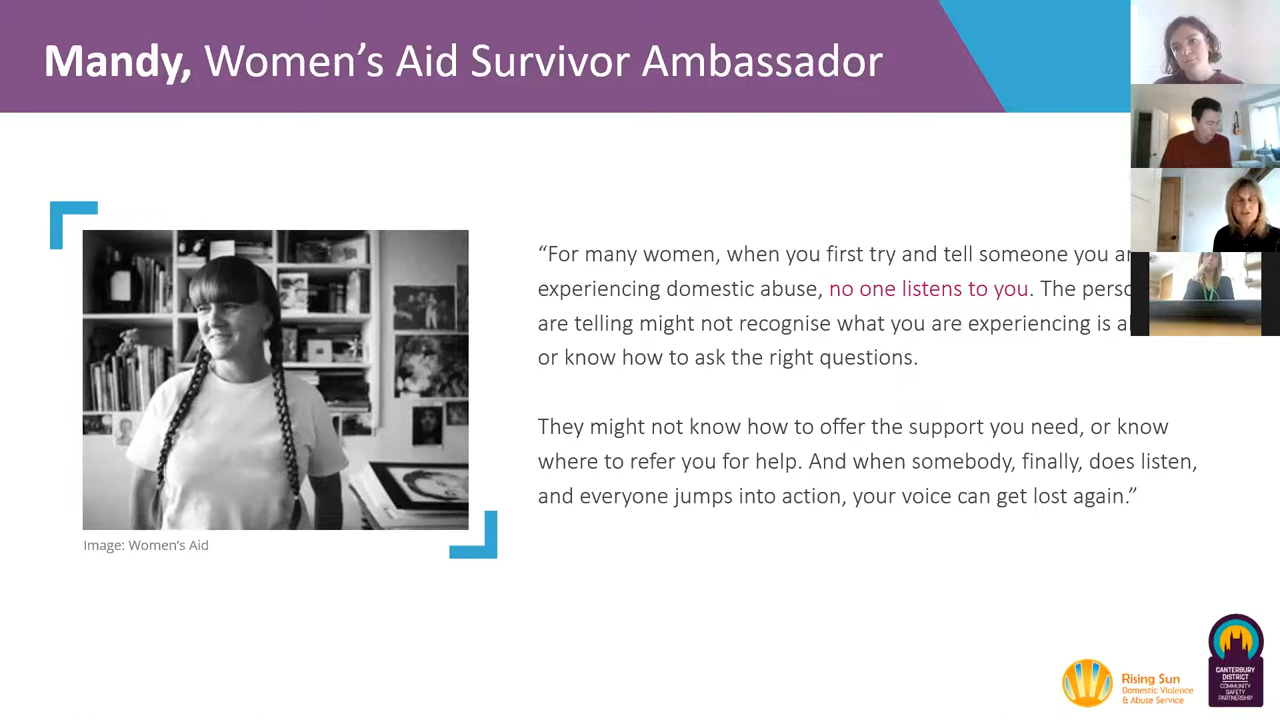 Mandy, Women's Aid Survivor Ambassador
“For many women, when you first try and tell someone you
experiencing domestic abuse, no one listens to you. The
are telling might not recognise what you are experiencing is
or know how to ask the right questions.
They might not know how to offer the support you need, or know
where to refer you for help. And when somebody, finally, does listen,
and everyone jumps into action, your voice can get lost again.”
Image: Women's Aid
Rising Sun
Domestic Violence
& Abuse Service
CANTERBURY
DISTRICT
COMMUNITY
SAFETY
PARTNERSHIP